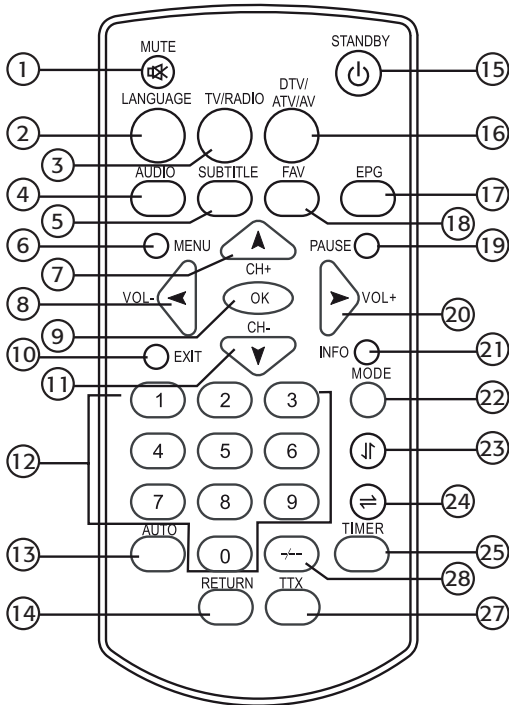 MUTE STANDBY
1 15
LANGUAGE TV/RADIO DTV/
ATV/AV
2 16
3
AUDIO SUBTITLE FAV EPG
4 17
5 18
6 MENU PAUSE 19
7 CH+
8 VOL- VOL+ 20
9 OK
CH-
10 EXIT INFO 21
11 MODE
1 2 3 22
12 4 5 6 23
7 8 9 24
AUTO TIMER
13 0 -/-- 25
28
RETURN TTX
14 27